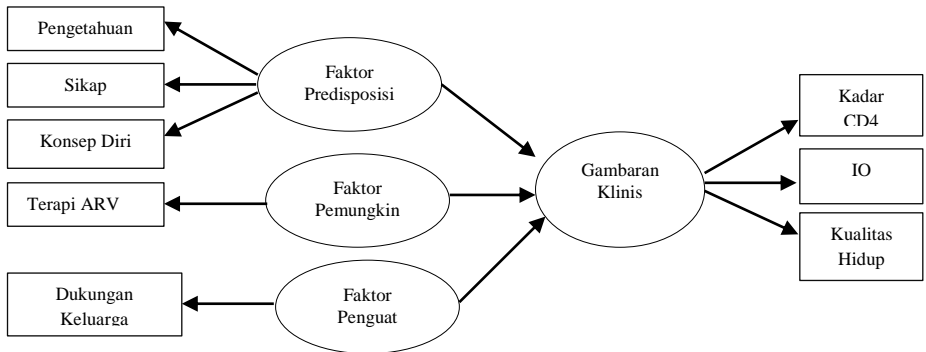 Pengetahuan
Sikap
Konsep Diri
Terapi ARV
Dukungan
Keluarga
Faktor
Predisposisi
Faktor
Pemungkin
Faktor
Penguat
Gambaran
Klinis
Kadar
CD4
IO
Kualitas
Hidup